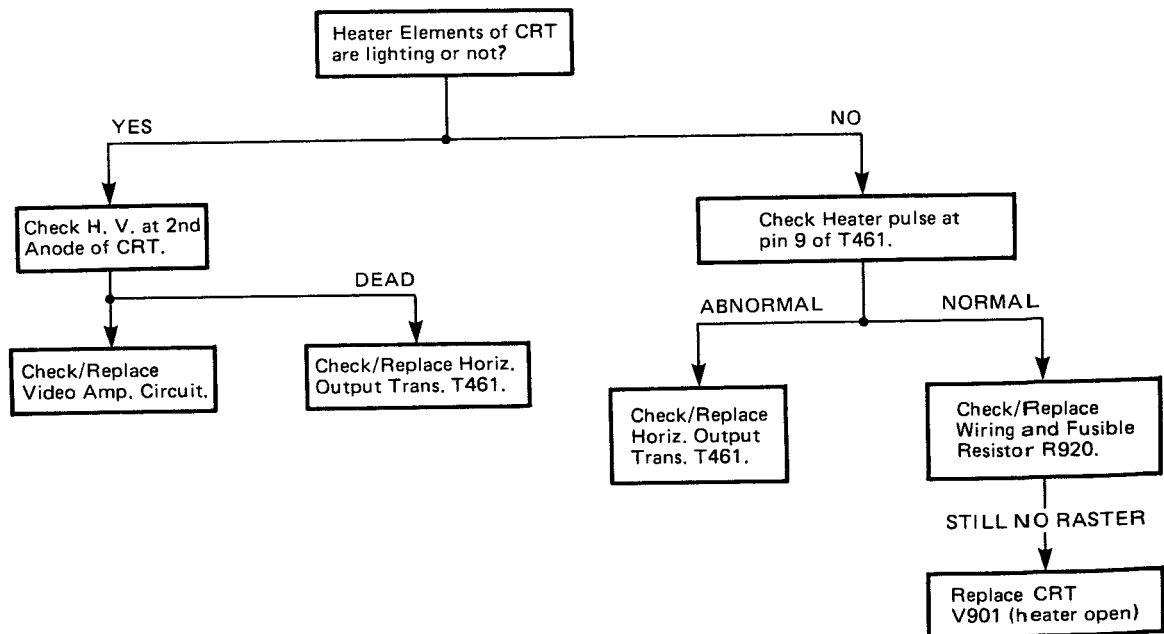 Heater Elements of CRT
are lighting or not?
YES
NO
Check H. V. at 2nd
Anode of CRT.
Check Heater pulse at
pin 9 of T461.
DEAD
ABNORMAL
NORMAL
Check/Replace
Video Amp. Circuit.
Check/Replace Horiz.
Output Trans. T461.
Check/Replace
Horiz. Output
Trans. T461.
Check/Replace
Wiring and Fusible
Resistor R920.
STILL NO RASTER
Replace CRT
V901 (heater open)